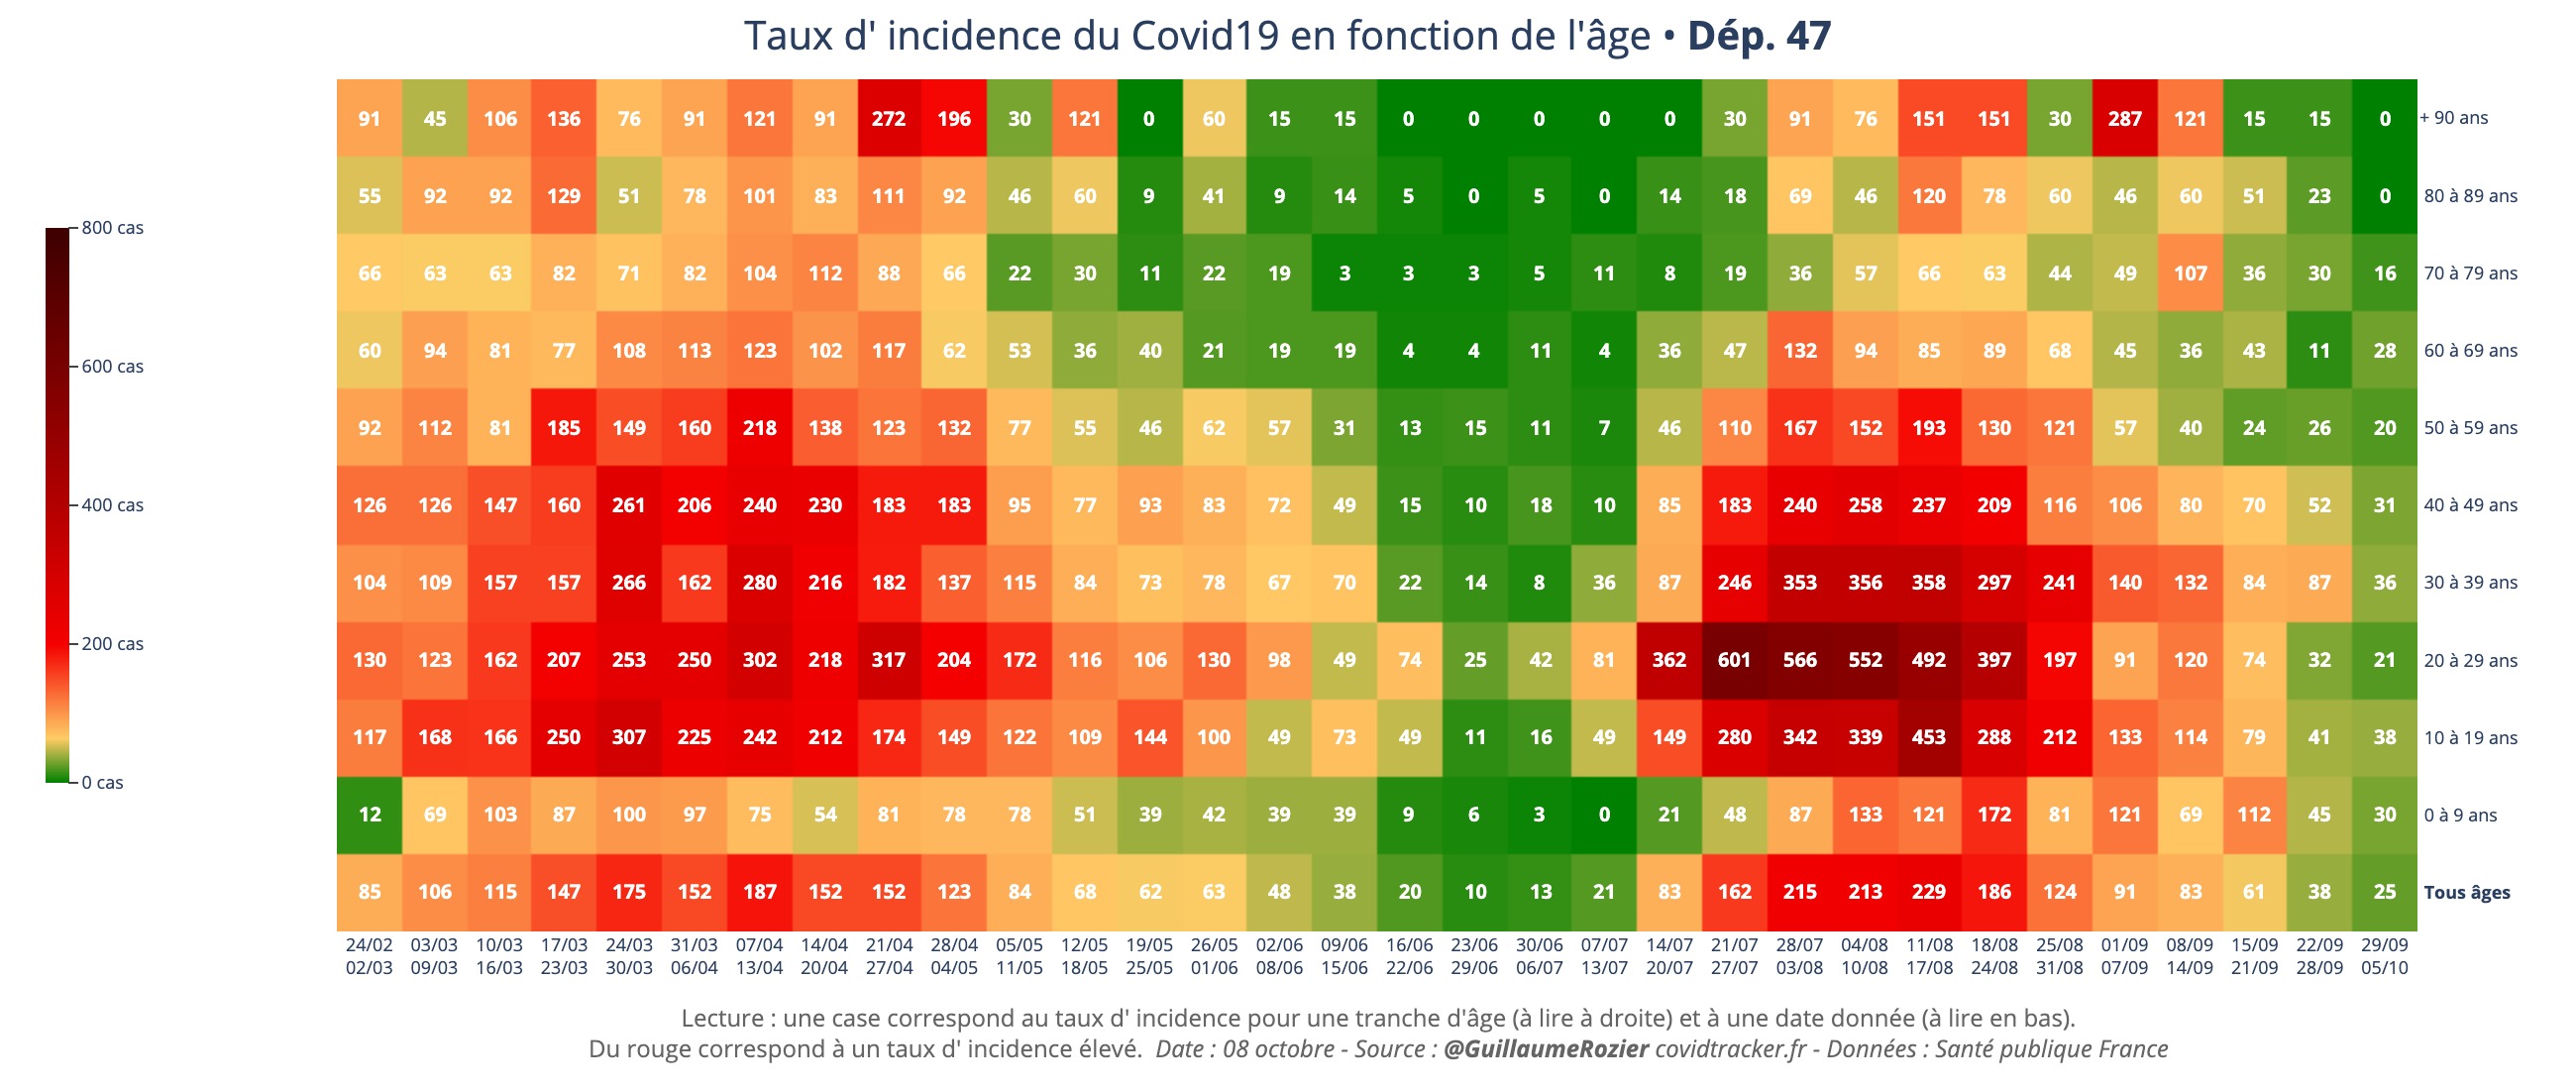 Taux d' incidence du Covid19 en fonction de l'âge • Dép. 47
800 cas
600 cas
400 cas
200 cas
0 cas
91 45 106 136 76 91 121 91 272 196 30 121 0 60 15 15 0 0 0 0 0 30 91 76 151 151 30 287 121 15 15 0 + 90 ans
55 92 92 129 51 78 101 83 111 92 46 60 9 41 9 14 5 0 5 0 14 18 69 46 120 78 60 46 60 51 23 0 80 à 89 ans
66 63 63 82 71 82 104 112 88 66 22 30 11 22 19 3 3 3 5 11 8 19 36 57 66 63 44 49 107 36 30 16 70 à 79 ans
60 94 81 77 108 113 123 102 117 62 53 36 40 21 19 19 4 4 11 4 36 47 132 94 85 89 68 45 36 43 11 28 60 à 69 ans
92 112 81 185 149 160 218 138 123 132 77 55 46 62 57 31 13 15 11 7 46 110 167 152 193 130 121 57 40 24 26 20 50 à 59 ans
126 126 147 160 261 206 240 230 183 183 95 77 93 83 72 49 15 10 18 10 85 183 240 258 237 209 116 106 80 70 52 31 40 à 49 ans
104 109 157 157 266 162 280 216 182 137 115 84 73 78 67 70 22 14 8 36 87 246 353 356 358 297 241 140 132 84 87 36 30 à 39 ans
130 123 162 207 253 250 302 218 317 204 172 116 106 130 98 49 74 25 42 81 362 601 566 552 492 397 197 91 120 74 32 21 20 à 29 ans
117 168 166 250 307 225 242 212 174 149 122 109 144 100 49 73 49 11 16 49 149 280 342 339 453 288 212 133 114 79 41 38 10 à 19 ans
12 69 103 87 100 97 75 54 81 78 78 51 39 42 39 39 9 6 3 0 21 48 87 133 121 172 81 121 69 112 45 30 0 à 9 ans
85 106 115 147 175 152 187 152 152 123 84 68 62 63 48 38 20 10 13 21 83 162 215 213 229 186 124 91 83 61 38 25 Tous âges
24/02 03/03 10/03 17/03 24/03 31/03 07/04 14/04 21/04 28/04 05/05 12/05 19/05 26/05 02/06 09/06 16/06 23/06 30/06 07/07 14/07 21/07 28/07 04/08 11/08 18/08 25/08 01/09 08/09 15/09 22/09 29/09
02/03 09/03 16/03 23/03 30/03 06/04 13/04 20/04 27/04 04/05 11/05 18/05 25/05 01/06 08/06 15/06 22/06 29/06 06/07 13/07 20/07 27/07 03/08 10/08 17/08 24/08 31/08 07/09 14/09 21/09 28/09 05/10
Lecture : une case correspond au taux d' incidence pour une tranche d'âge (à lire à droite) et à une date donnée (à lire en bas).
Du rouge correspond à un taux d' incidence élevé. Date : 08 octobre - Source : @GuillaumeRozier covidtracker.fr - Données : Santé publique France